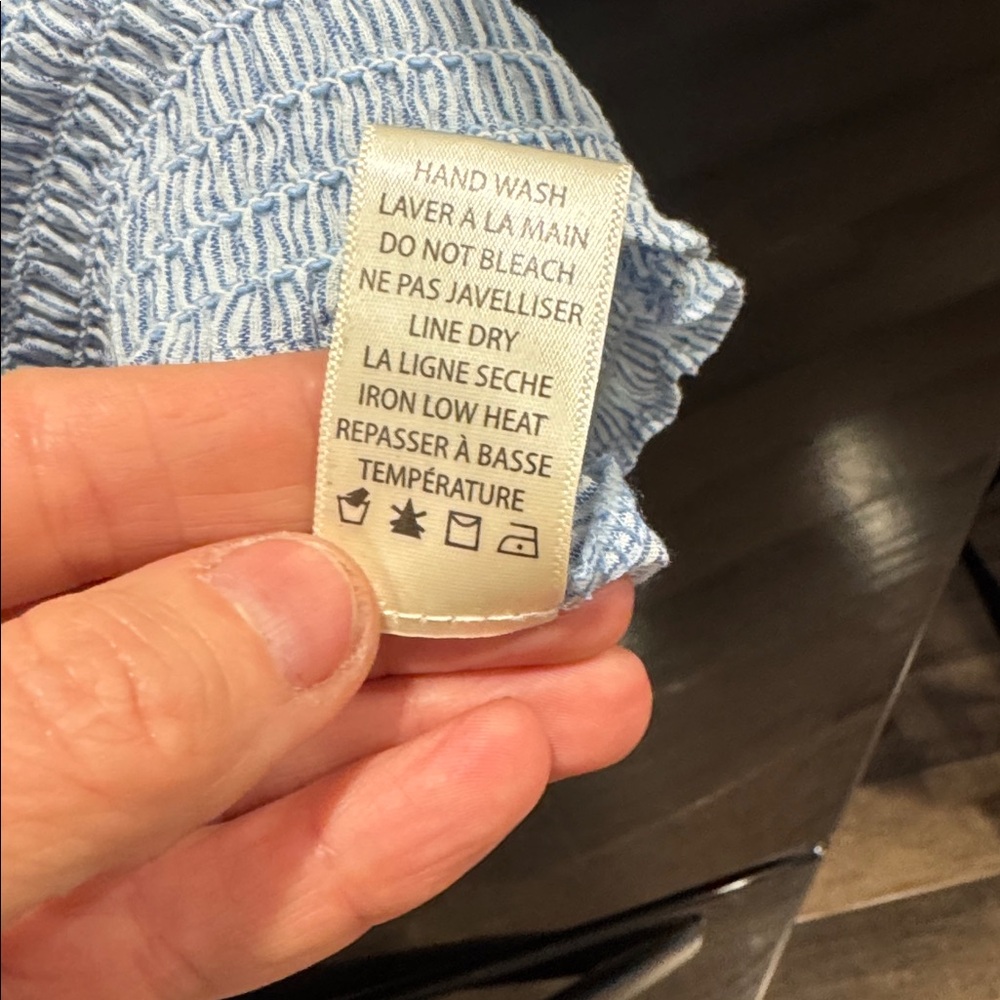 HAND WASH
LAVER A LA MAIN
DO NOT BLEACH
NE PAS JAVELLISER
LINE DRY
LA LIGNE SECHE
IRON LOW HEAT
REPASSER À BASSE
TEMPÉRATURE